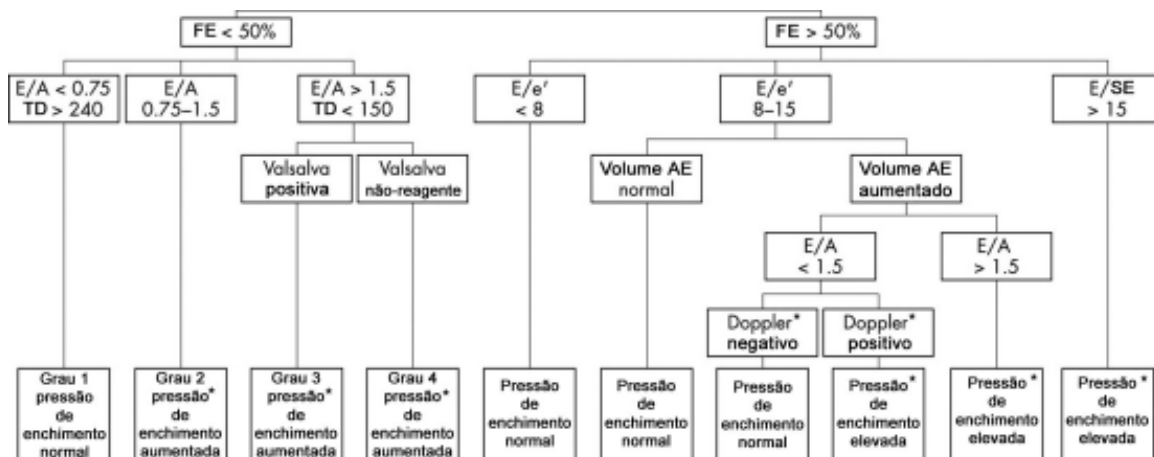 FE < 50%
FE > 50%
E/A < 0.75
TD > 240
E/A
0.75–1.5
E/A > 1.5
TD < 150
E/e′
< 8
E/e′
8–15
E/SE
> 15
Valsalva
positiva
Valsalva
não-reagente
Volume AE
normal
Volume AE
aumentado
E/A
< 1.5
E/A
> 1.5
Doppler*
negativo
Doppler*
positivo
Grau 1
pressão
de
enchimento
normal
Grau 2
pressão*
de
enchimento
aumentada
Grau 3
pressão*
de
enchimento
aumentada
Grau 4
pressão*
de
enchimento
aumentada
Pressão
de
enchimento
normal
Pressão
de
enchimento
normal
Pressão
de
enchimento
normal
Pressão*
de
enchimento
elevada
Pressão *
de
enchimento
elevada
Pressão *
de
enchimento
elevada